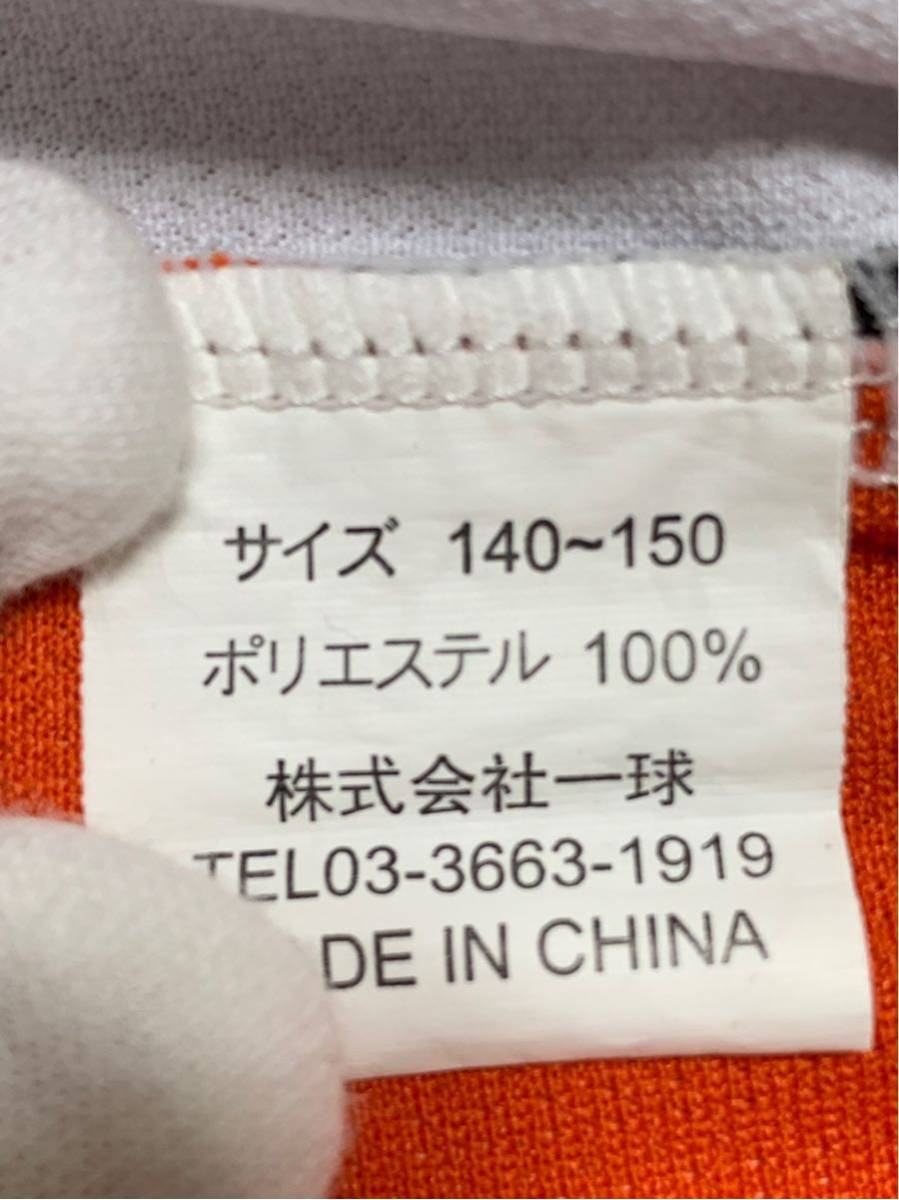 サイズ 140~150
ポリエステル 100%
株式会社一球
TEL03-3663-1919
DE IN CHINA